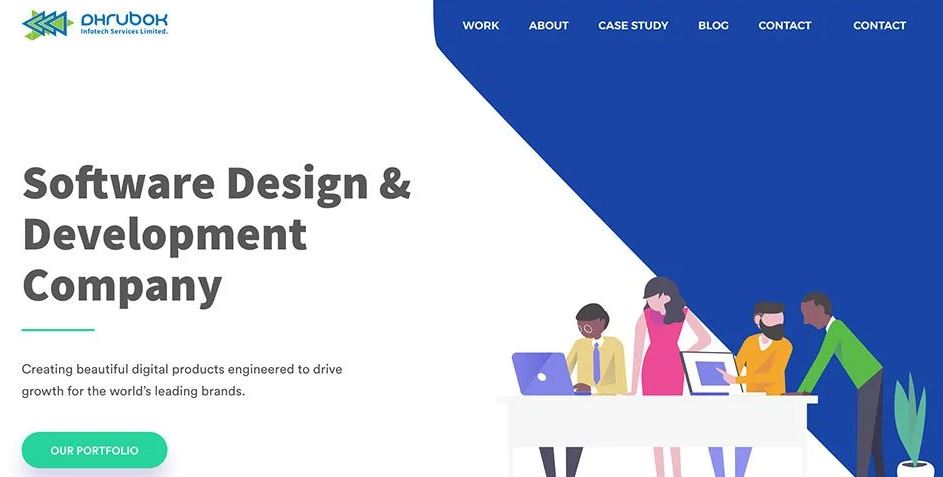 DHRUBOK
Infotech Services Limited.
WORK ABOUT CASE STUDY BLOG CONTACT CONTACT
Software Design &
Development
Company
Creating beautiful digital products engineered to drive
growth for the world’s leading brands.
OUR PORTFOLIO